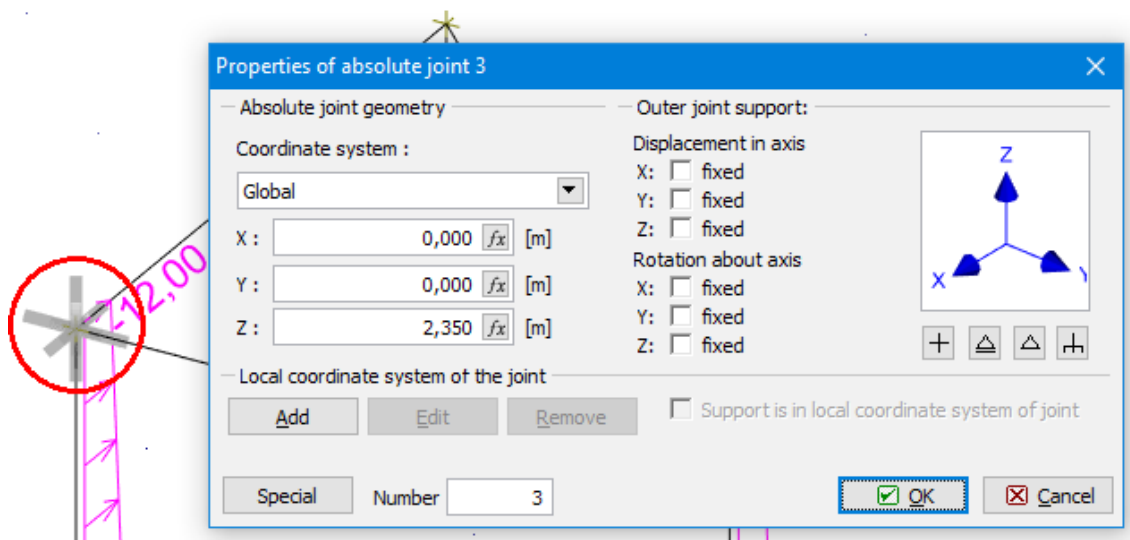 Properties of absolute joint 3
Absolute joint geometry
Coordinate system :
Global
X : 0,000 fx [m]
Y : 0,000 fx [m]
Z : 2,350 fx [m]
Outer joint support:
Displacement in axis
X: fixed
Y: fixed
Z: fixed
Rotation about axis
X: fixed
Y: fixed
Z: fixed
Z
X
Y
-12,00
Local coordinate system of the joint
Add Edit Remove
Support is in local coordinate system of joint
Special Number 3
OK Cancel